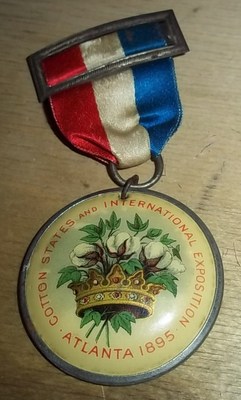 COTTON STATES AND INTERNATIONAL EXPOSITION
· ATLANTA 1895 ·